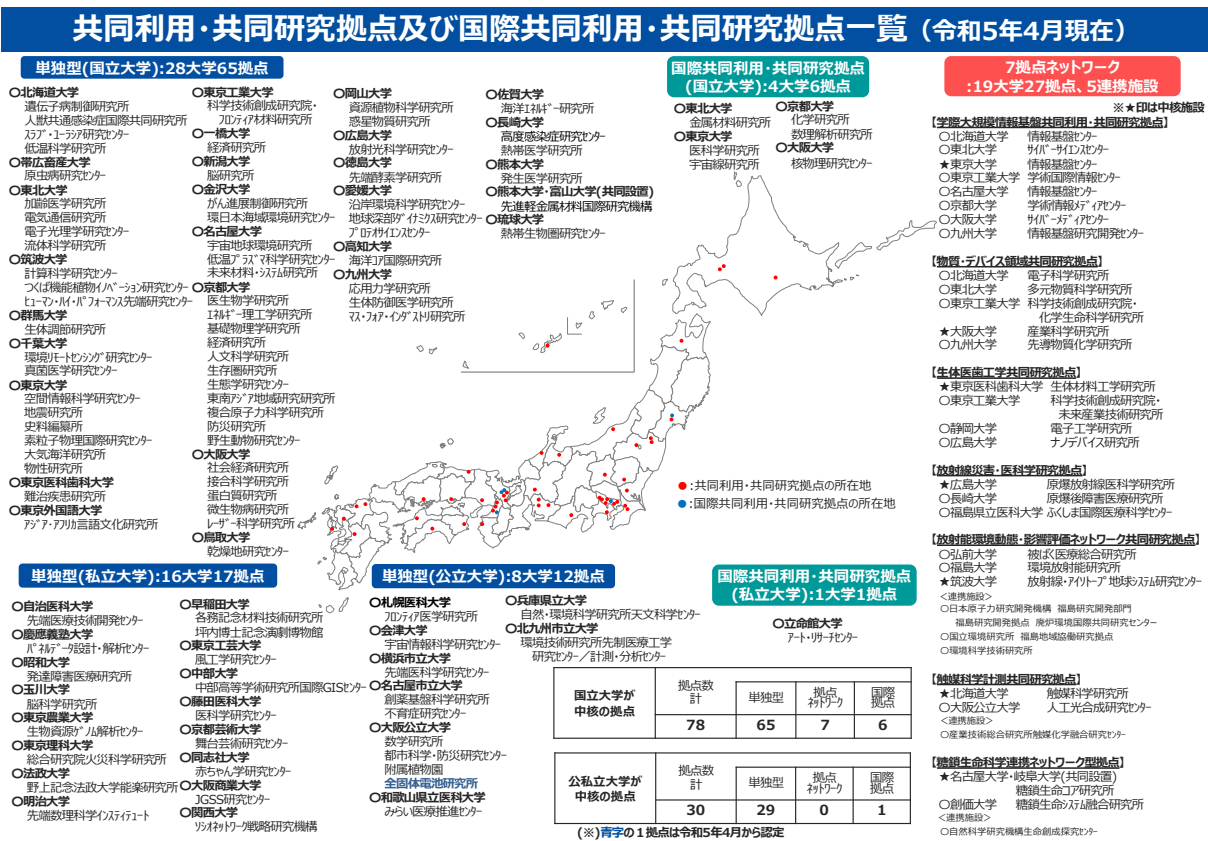 共同利用・共同研究拠点及び国際共同利用・共同研究拠点一覧（令和5年4月現在）
単独型(国立大学):28大学65拠点
○北海道大学
遺伝子病制御研究所
人獣共通感染症国際共同研究所
スラブ・ユーラシア研究センター
低温科学研究所
○帯広畜産大学
原虫病研究センター
○東北大学
加齢医学研究所
電気通信研究所
電子光理学研究センター
流体科学研究所
○筑波大学
計算科学研究センター
つくば機能植物イノベーション研究センター
ヒューマン・ハイ・パフォーマンス先端研究センター
○群馬大学
生体調節研究所
○千葉大学
環境リモートセンシング研究センター
真菌医学研究センター
○東京大学
空間情報科学研究センター
地震研究所
史料編纂所
素粒子物理国際研究センター
大気海洋研究所
物性研究所
○東京医科歯科大学
難治疾患研究所
○東京外国語大学
アジア・アフリカ言語文化研究所
○東京工業大学
科学技術創成研究院・
フロンティア材料研究所
○一橋大学
経済研究所
○新潟大学
脳研究所
○金沢大学
がん進展制御研究所
環日本海域環境研究センター
○名古屋大学
宇宙地球環境研究所
低温プラズマ科学研究センター
未来材料・システム研究所
○京都大学
医生物学研究所
エネルギー理工学研究所
基礎物理学研究所
経済研究所
人文科学研究所
生存圏研究所
生態学研究センター
東南アジア地域研究研究所
複合原子力科学研究所
防災研究所
野生動物研究センター
○大阪大学
社会経済研究所
接合科学研究所
蛋白質研究所
微生物病研究所
レーザー科学研究所
○鳥取大学
乾燥地研究センター
○岡山大学
資源植物科学研究所
惑星物質研究所
○広島大学
放射光科学研究センター
○徳島大学
先端酵素学研究所
○愛媛大学
沿岸環境科学研究センター
地球深部ダイナミクス研究センター
プロテオサイエンスセンター
○高知大学
海洋コア国際研究所
○九州大学
応用力学研究所
生体防御医学研究所
マス・フォア・インダストリ研究所
○佐賀大学
海洋エネルギー研究所
○長崎大学
高度感染症研究センター
熱帯医学研究所
○熊本大学
発生医学研究所
○熊本大学・富山大学(共同設置)
先進軽金属材料国際研究機構
○琉球大学
熱帯生物圏研究センター
国際共同利用・共同研究拠点
(国立大学):4大学6拠点
○東北大学
金属材料研究所
○東京大学
医科学研究所
宇宙線研究所
○京都大学
化学研究所
数理解析研究所
○大阪大学
核物理研究センター
7拠点ネットワーク
:19大学27拠点、5連携施設
※★印は中核施設
【学際大規模情報基盤共同利用・共同研究拠点】
○北海道大学 情報基盤センター
○東北大学 サイバーサイエンスセンター
★東京大学 情報基盤センター
○東京工業大学 学術国際情報センター
○名古屋大学 情報基盤センター
○京都大学 学術情報メディアセンター
○大阪大学 サイバーメディアセンター
○九州大学 情報基盤研究開発センター
【物質・デバイス領域共同研究拠点】
○北海道大学 電子科学研究所
○東北大学 多元物質科学研究所
○東京工業大学 科学技術創成研究院・
化学生命科学研究所
★大阪大学 産業科学研究所
○九州大学 先導物質化学研究所
【生体医歯工学共同研究拠点】
★東京医科歯科大学 生体材料工学研究所
○東京工業大学 科学技術創成研究院・
未来産業技術研究所
○静岡大学 電子工学研究所
○広島大学 ナノデバイス研究所
【放射線災害・医科学研究拠点】
★広島大学 原爆放射線医科学研究所
○長崎大学 原爆後障害医療研究所
○福島県立医科大学 ふくしま国際医療科学センター
【放射能環境動態・影響評価ネットワーク共同研究拠点】
○弘前大学 被ばく医療総合研究所
○福島大学 環境放射能研究所
★筑波大学 放射線・アイソトープ地球システム研究センター
<連携施設>
○日本原子力研究開発機構 福島研究開発部門
福島研究開発拠点 廃炉環境国際共同研究センター
○国立環境研究所 福島地域協働研究拠点
○環境科学技術研究所
【触媒科学計測共同研究拠点】
★北海道大学 触媒科学研究所
○大阪公立大学 人工光合成研究センター
<連携施設>
○産業技術総合研究所触媒化学融合研究センター
【糖鎖生命科学連携ネットワーク型拠点】
★名古屋大学・岐阜大学(共同設置)
糖鎖生命コア研究所
○創価大学 糖鎖生命システム融合研究所
<連携施設>
○自然科学研究機構生命創成探究センター
●:共同利用・共同研究拠点の所在地
●:国際共同利用・共同研究拠点の所在地
単独型(私立大学):16大学17拠点
○自治医科大学
先端医療技術開発センター
○慶應義塾大学
パネルデータ設計・解析センター
○昭和大学
発達障害医療研究所
○玉川大学
脳科学研究所
○東京農業大学
生物資源ゲノム解析センター
○東京理科大学
総合研究院火災科学研究所
○法政大学
野上記念法政大学能楽研究所
○明治大学
先端数理科学インスティテュート
○早稲田大学
各務記念材料技術研究所
坪内博士記念演劇博物館
○東京工芸大学
風工学研究センター
○中部大学
中部高等学術研究所国際GISセンター
○藤田医科大学
医科学研究センター
○京都芸術大学
舞台芸術研究センター
○同志社大学
赤ちゃん学研究センター
○大阪商業大学
JGSS研究センター
○関西大学
ソシオネットワーク戦略研究機構
単独型(公立大学):8大学12拠点
○札幌医科大学
フロンティア医学研究所
○会津大学
宇宙情報科学研究センター
○横浜市立大学
先端医科学研究センター
○名古屋市立大学
創薬基盤科学研究所
不育症研究センター
○大阪公立大学
数学研究所
都市科学・防災研究センター
附属植物園
全固体電池研究所
○和歌山県立医科大学
みらい医療推進センター
○兵庫県立大学
自然・環境科学研究所天文科学センター
○北九州市立大学
環境技術研究所先制医療工学
研究センター／計測・分析センター
国際共同利用・共同研究拠点
(私立大学):1大学1拠点
○立命館大学
アート・リサーチセンター
国立大学が
中核の拠点
拠点数
計 単独型 拠点
ネットワーク 国際
拠点
78 65 7 6
公私立大学が
中核の拠点
拠点数
計 単独型 拠点
ネットワーク 国際
拠点
30 29 0 1
(※)青字の１拠点は令和5年4月から認定